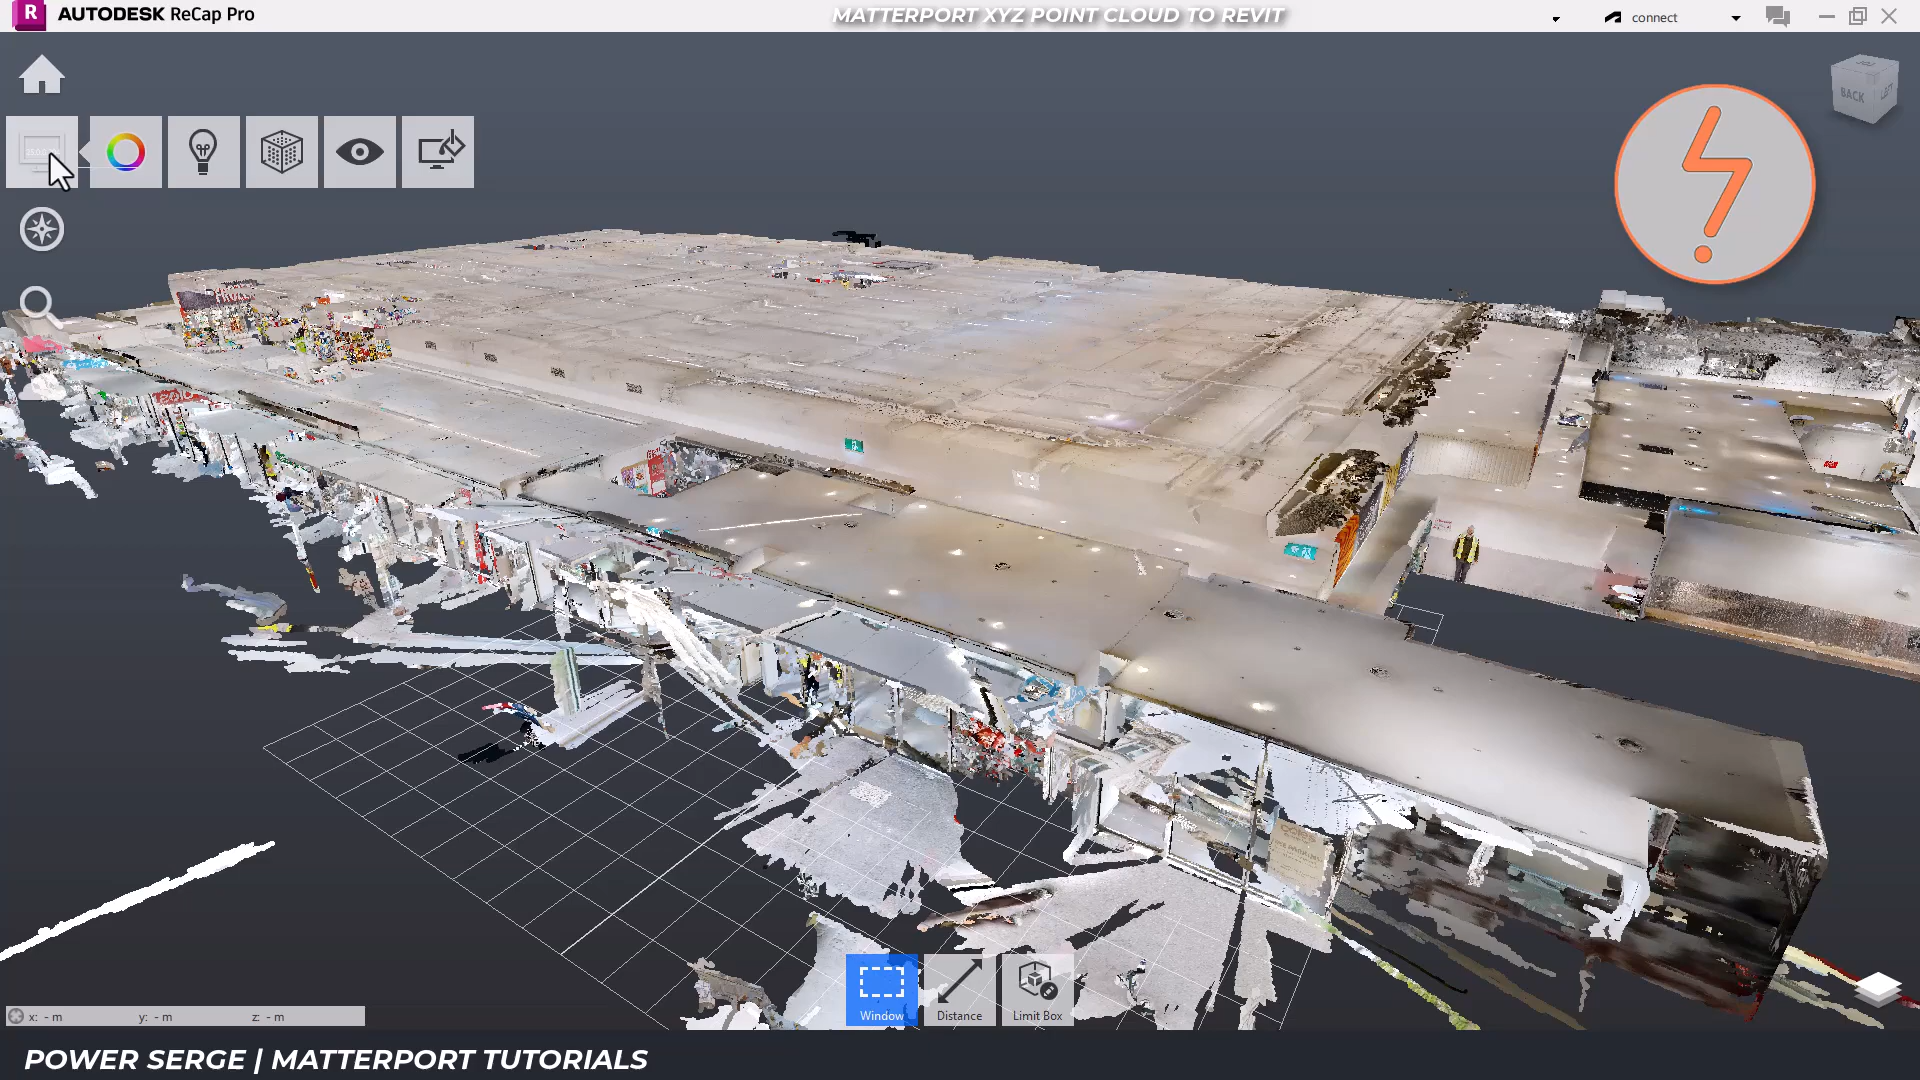 R AUTODESK ReCap Pro
MATTERPORT XYZ POINT CLOUD TO REVIT
connect
BACK
LEFT
x: - m y: - m z: - m
Window
Distance
Limit Box
POWER SERGE | MATTERPORT TUTORIALS